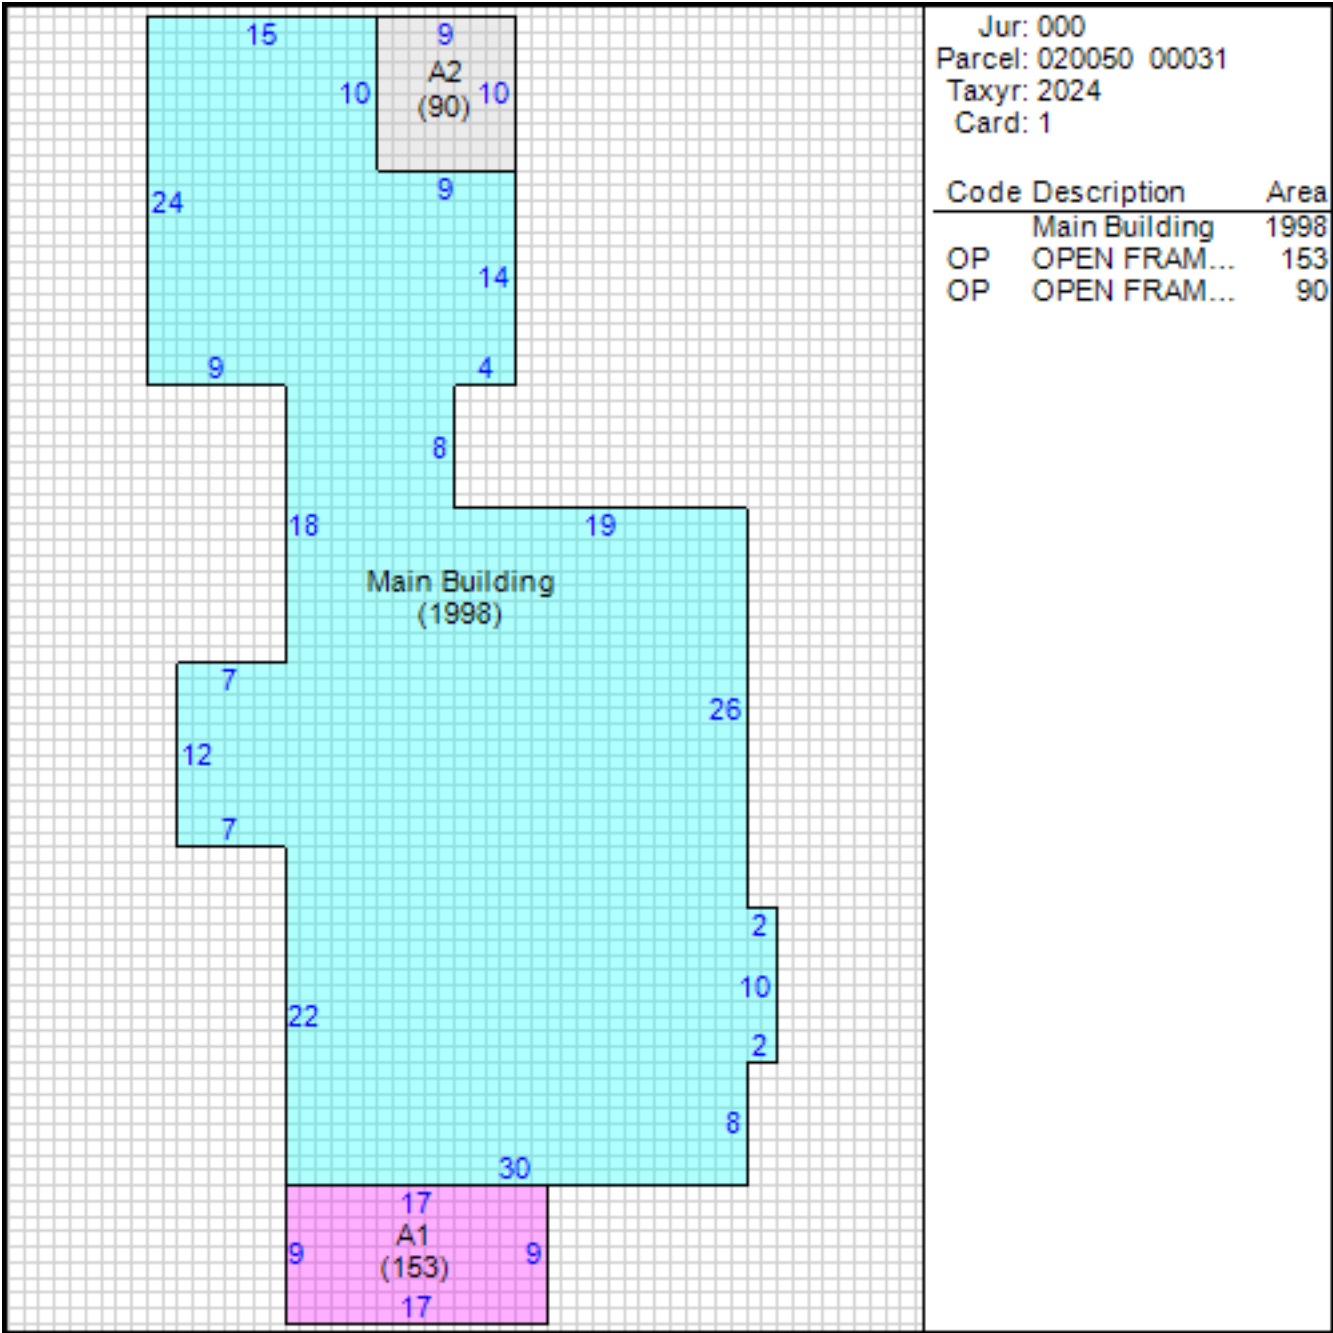 Jur: 000
Parcel: 020050 00031
Taxyr: 2024
Card: 1
Code Description Area
Main Building 1998
OP OPEN FRAM... 153
OP OPEN FRAM... 90
15
9
A2
10
(90)
10
24
9
14
9
4
8
18
19
Main Building
(1998)
7
26
12
7
2
10
22
2
8
30
17
A1
9
9
(153)
17